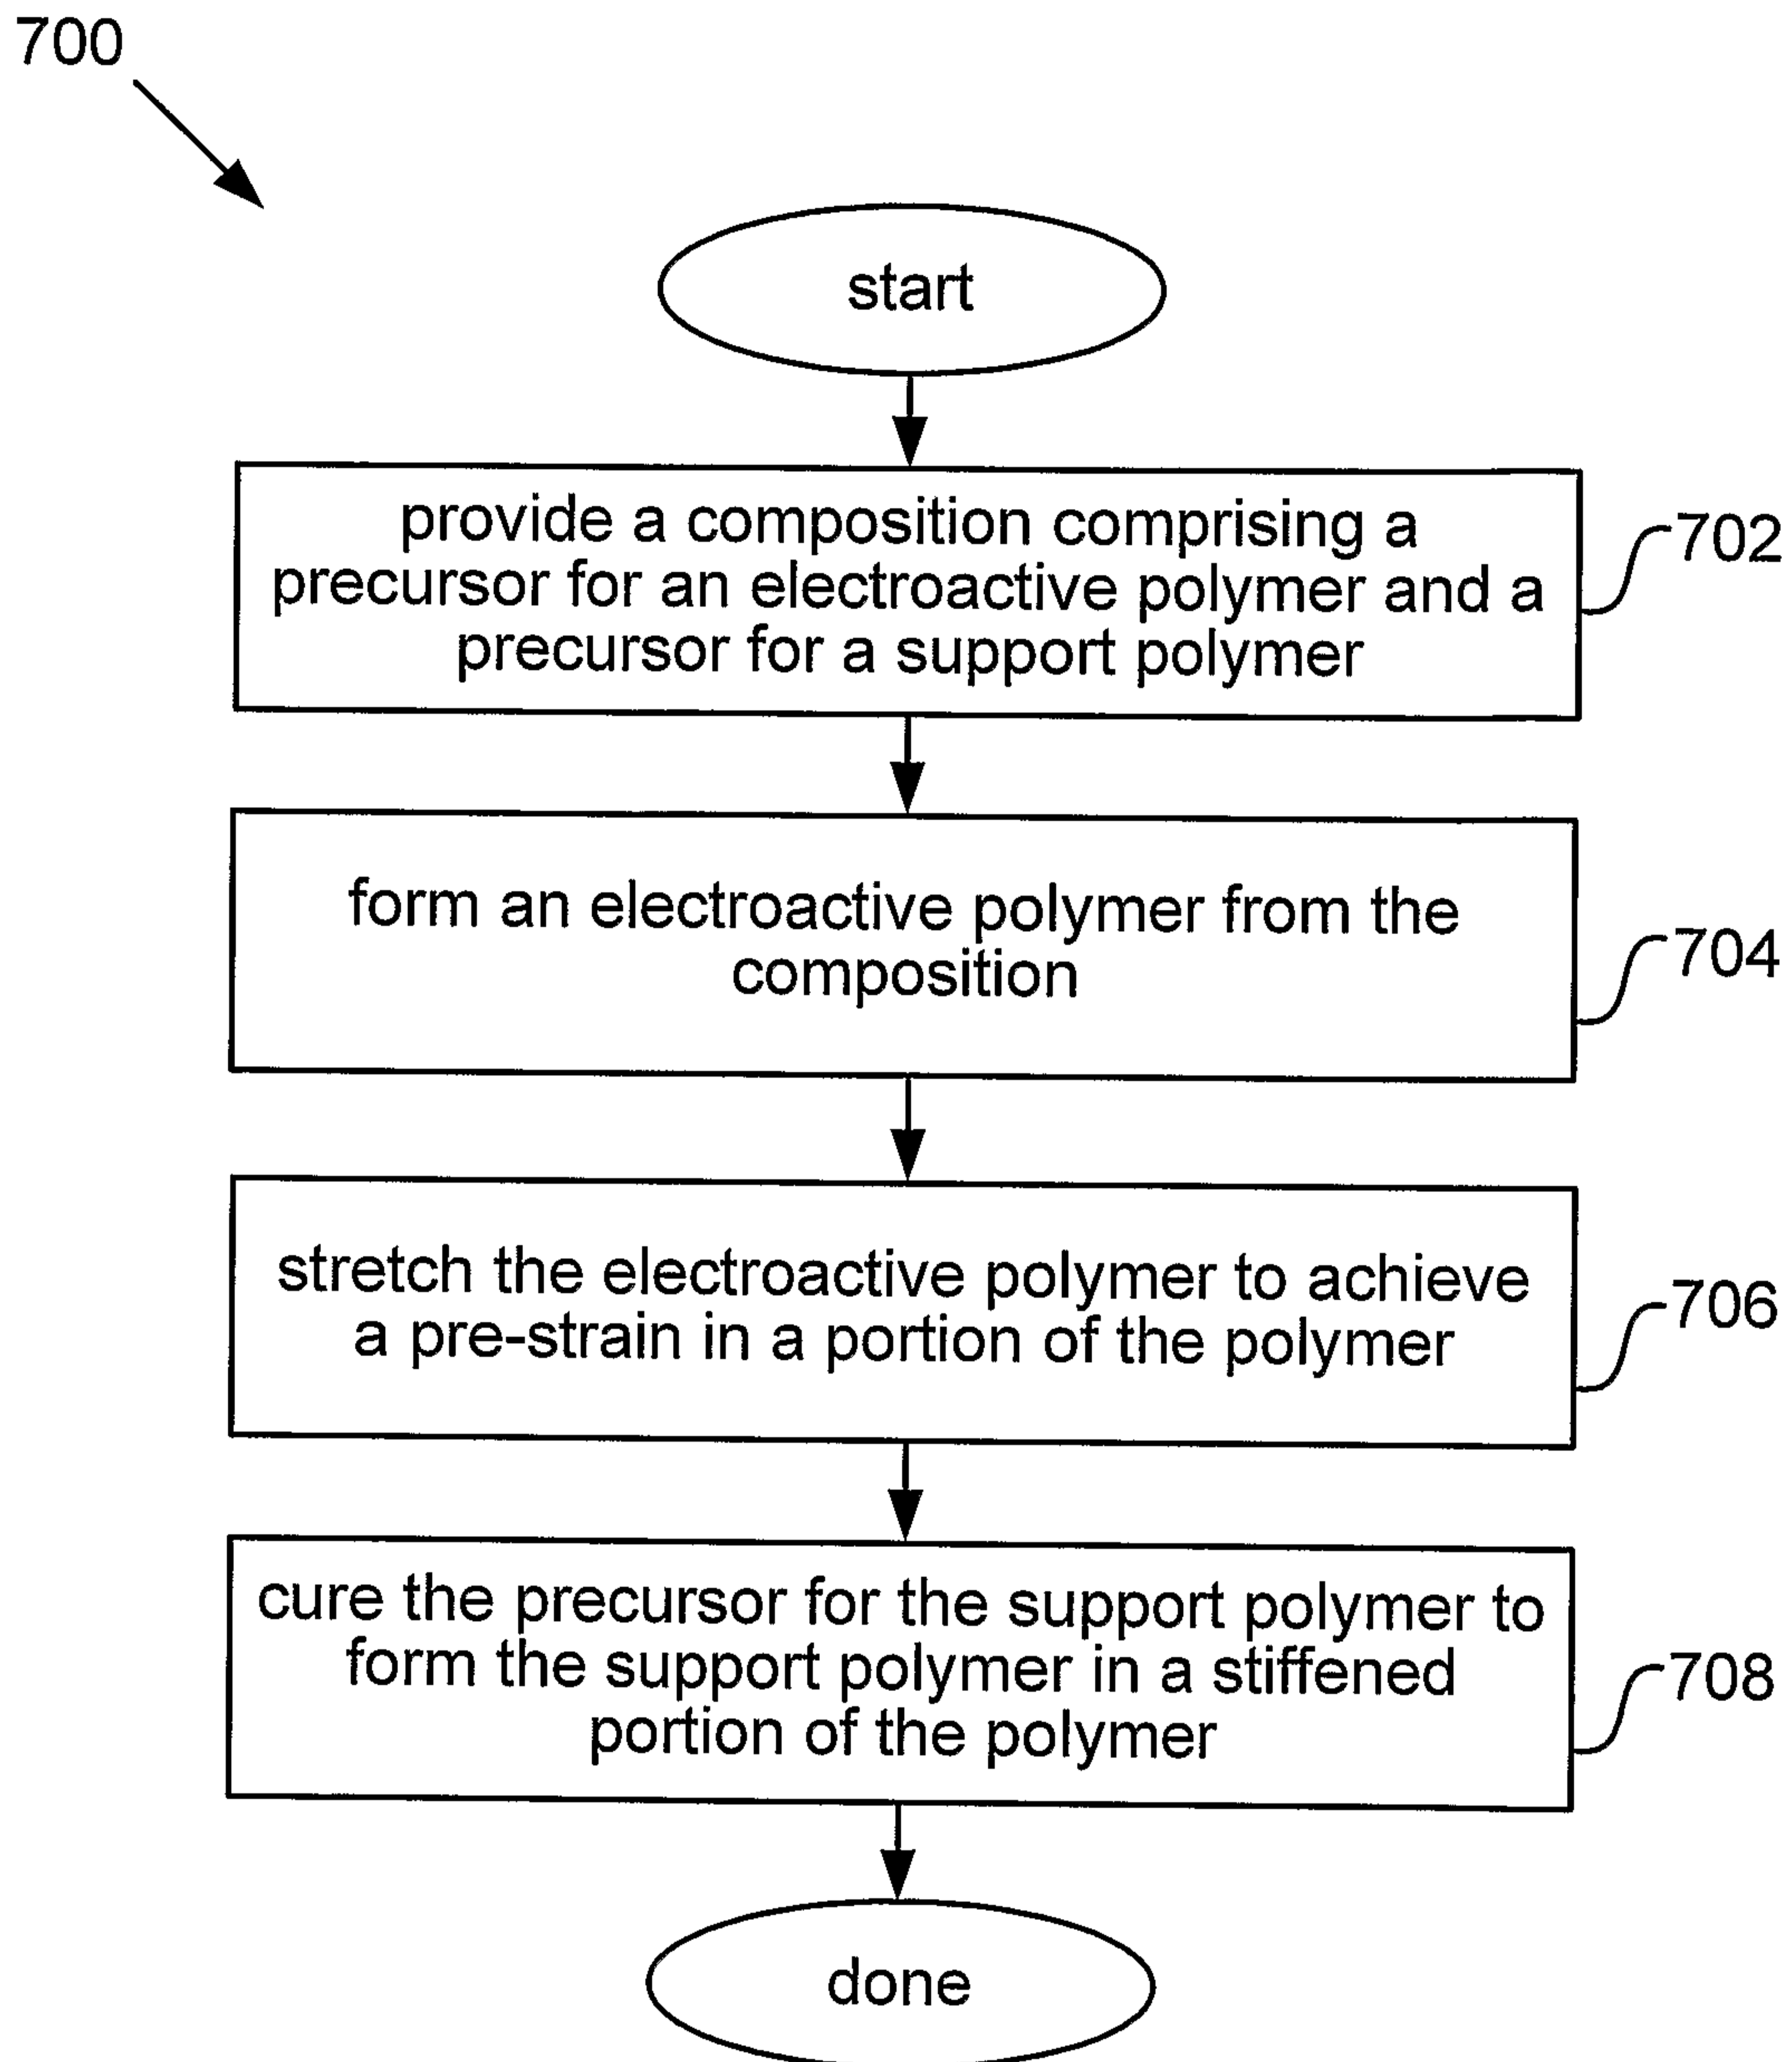 700
start
provide a composition comprising a
precursor for an electroactive polymer and a
precursor for a support polymer
702
form an electroactive polymer from the
composition
704
stretch the electroactive polymer to achieve
a pre-strain in a portion of the polymer
706
cure the precursor for the support polymer to
form the support polymer in a stiffened
portion of the polymer
708
done